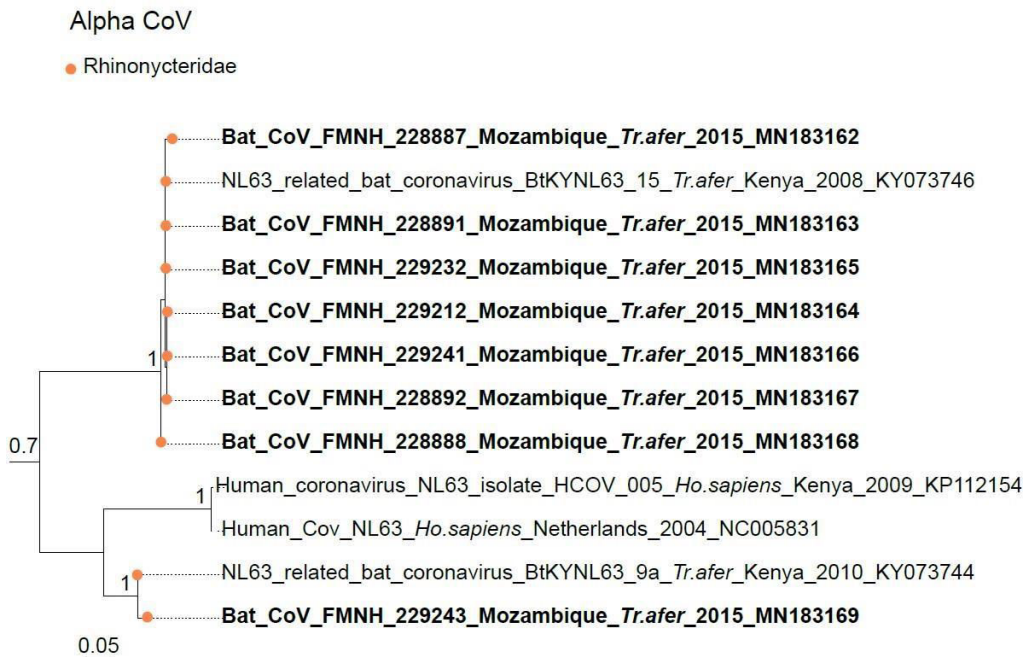 Alpha CoV
Rhinonycteridae
Bat_CoV_FMNH_228887_Mozambique_Tr.afer_2015_MN183162
NL63_related_bat_coronavirus_BtKYNL63_15_Tr.afer_Kenya_2008_KY073746
Bat_CoV_FMNH_228891_Mozambique_Tr.afer_2015_MN183163
Bat_CoV_FMNH_229232_Mozambique_Tr.afer_2015_MN183165
Bat_CoV_FMNH_229212_Mozambique_Tr.afer_2015_MN183164
1
Bat_CoV_FMNH_229241_Mozambique_Tr.afer_2015_MN183166
Bat_CoV_FMNH_228892_Mozambique_Tr.afer_2015_MN183167
Bat_CoV_FMNH_228888_Mozambique_Tr.afer_2015_MN183168
0.7
1
Human_coronavirus_NL63_isolate_HCOV_005_Ho.sapiens_Kenya_2009_KP112154
Human_Cov_NL63_Ho.sapiens_Netherlands_2004_NC005831
NL63_related_bat_coronavirus_BtKYNL63_9a_Tr.afer_Kenya_2010_KY073744
1
Bat_CoV_FMNH_229243_Mozambique_Tr.afer_2015_MN183169
0.05